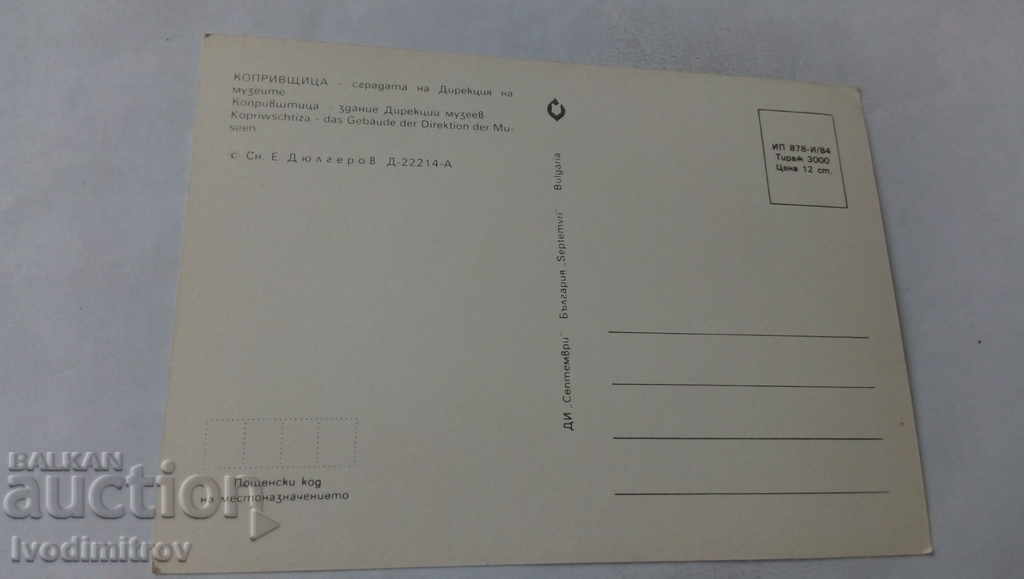 КОПРИВЩИЦА - сградата на Дирекция на
музеите
Копривштица - здание Дирекции музеев
Kopriwschtiza - das Gebäude der Direktion der Mu-
seen
с Сн. Е. Дюлгеров Д-22214-А
ДИ „Септември" България „Septemvri" Bulgaria
ИП 878-И/84
Тираж 3000
Цена 12 ст.
Пощенски код
на местоназначението
BALKAN
auction
Ivodimitrov